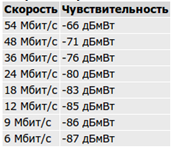 Скорость Чувствительность
54 Мбит/с -66 дБмВт
48 Мбит/с -71 дБмВт
36 Мбит/с -76 дБмВт
24 Мбит/с -80 дБмВт
18 Мбит/с -83 дБмВт
12 Мбит/с -85 дБмВт
9 Мбит/с -86 дБмВт
6 Мбит/с -87 дБмВт